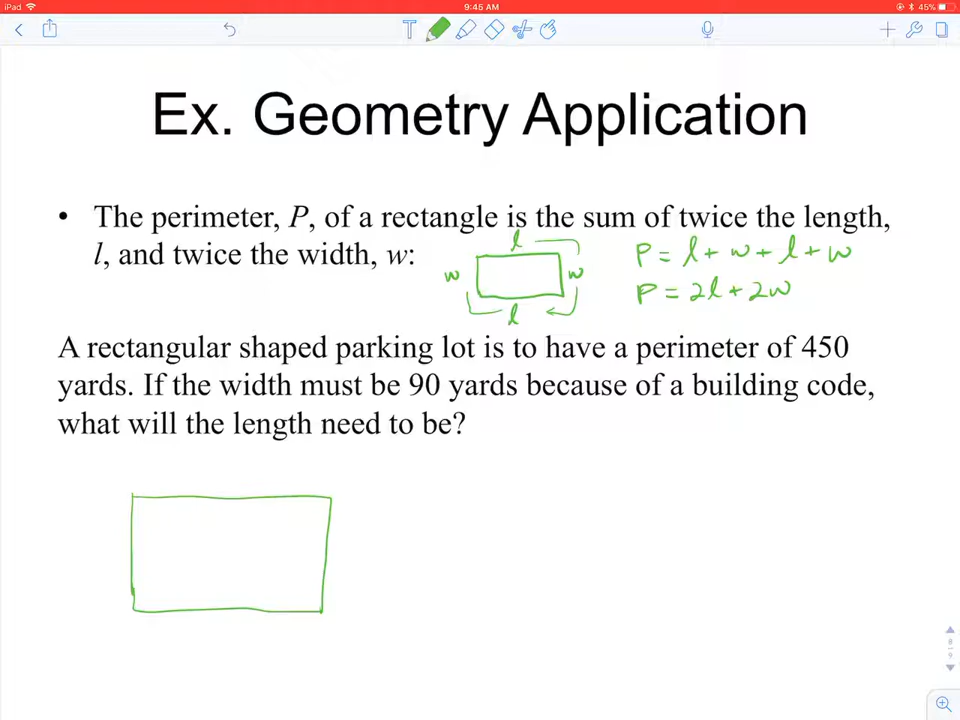 iPad
9:45 AM
45%
T
Ex. Geometry Application
• The perimeter, P, of a rectangle is the sum of twice the length,
l, and twice the width, w:
l
w
w
l
P = l + w + l + w
P = 2l + 2w
A rectangular shaped parking lot is to have a perimeter of 450
yards. If the width must be 90 yards because of a building code,
what will the length need to be?